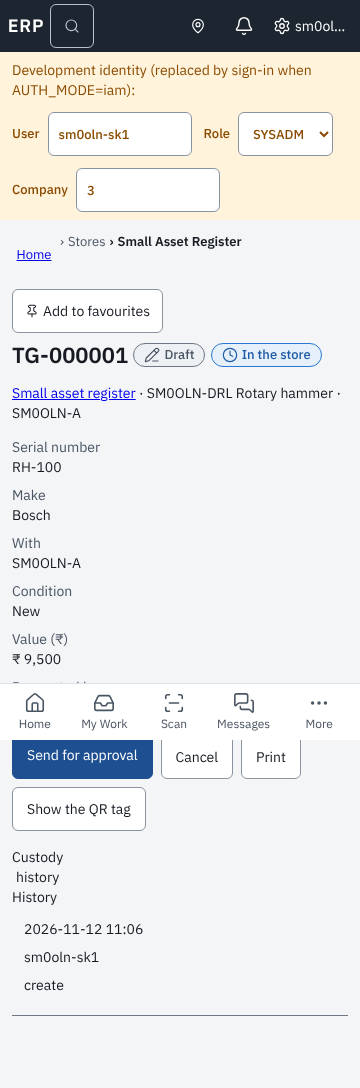 ERP
sm0ol...
Development identity (replaced by sign-in when
AUTH_MODE=iam):
User sm0oln-sk1 Role SYSADM
Company 3
› Stores › Small Asset Register
Home
Add to favourites
TG-000001 Draft In the store
Small asset register · SM0OLN-DRL Rotary hammer ·
SM0OLN-A
Serial number
RH-100
Make
Bosch
With
SM0OLN-A
Condition
New
Value (₹)
₹ 9,500
Home My Work Scan Messages More
Send for approval Cancel Print
Show the QR tag
Custody
history
History
2026-11-12 11:06
sm0oln-sk1
create